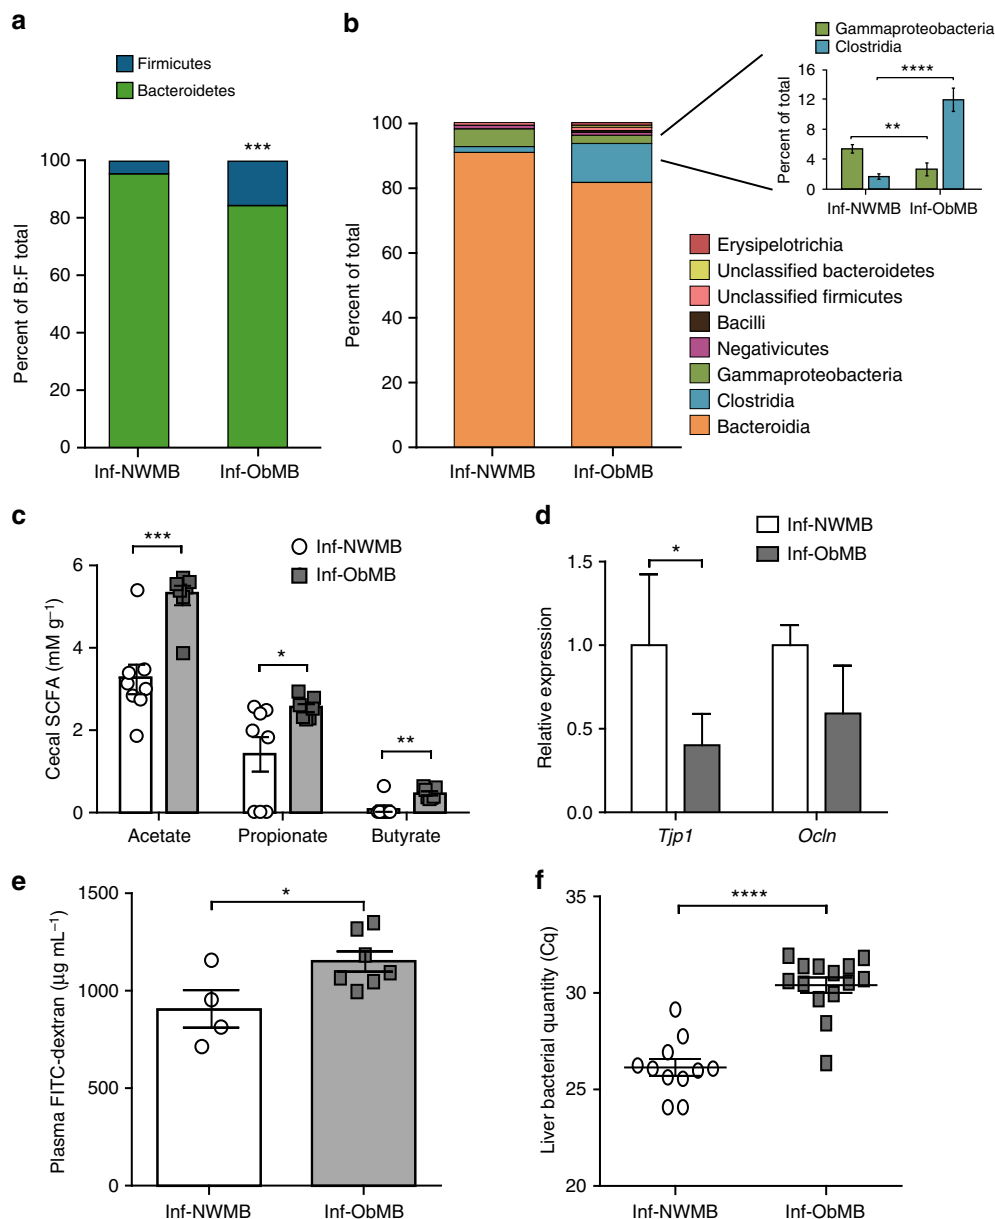 a
Firmicutes
Bacteroidetes
Percent of B:F total
100
80
60
40
20
0
***
Inf-NWMB
Inf-ObMB
b
Percent of total
100
80
60
40
20
0
Inf-NWMB
Inf-ObMB
Gammaproteobacteria
Clostridia
Percent of total
16
12
8
4
0
****
**
Inf-NWMB
Inf-ObMB
Erysipelotrichia
Unclassified bacteroidetes
Unclassified firmicutes
Bacilli
Negativicutes
Gammaproteobacteria
Clostridia
Bacteroidia
c
Inf-NWMB
Inf-ObMB
Cecal SCFA (mM g⁻¹)
6
4
2
0
***
*
**
Acetate
Propionate
Butyrate
d
Inf-NWMB
Inf-ObMB
Relative expression
1.5
1.0
0.5
0.0
*
Tjp1
Ocln
e
Plasma FITC-dextran (µg mL⁻¹)
1500
1000
500
0
*
Inf-NWMB
Inf-ObMB
f
Liver bacterial quantity (Cq)
35
30
25
20
****
Inf-NWMB
Inf-ObMB